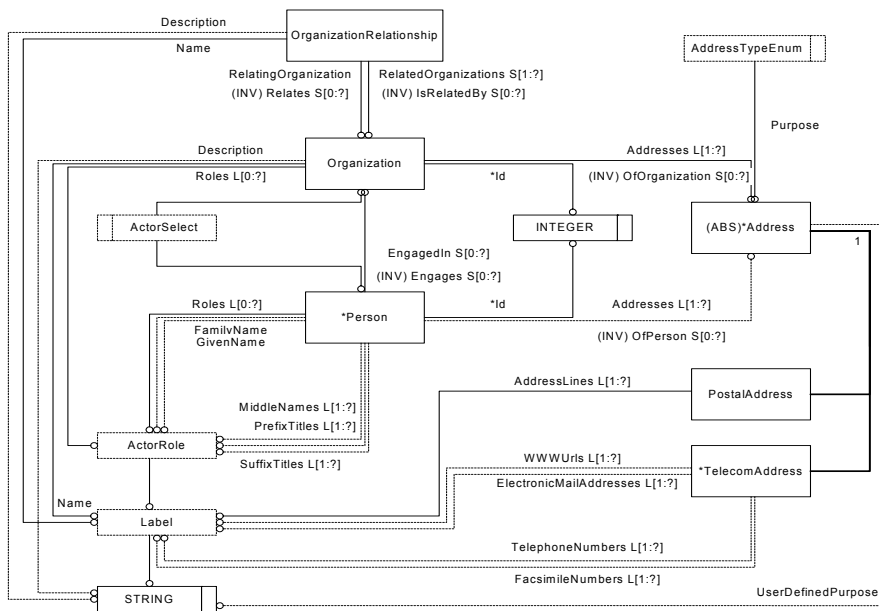 Description
Name
OrganizationRelationship
AddressTypeEnum
RelatingOrganization
(INV) Relates S[0:?]
RelatedOrganizations S[1:?]
(INV) IsRelatedBy S[0:?]
Purpose
Description
Roles L[0:?]
Organization
Addresses L[1:?]
*Id
(INV) OfOrganization S[0:?]
ActorSelect
INTEGER
(ABS)*Address
1
EngagedIn S[0:?]
(INV) Engages S[0:?]
Roles L[0:?]
FamilyName
GivenName
*Person
*Id
Addresses L[1:?]
(INV) OfPerson S[0:?]
AddressLines L[1:?]
PostalAddress
MiddleNames L[1:?]
PrefixTitles L[1:?]
ActorRole
SuffixTitles L[1:?]
WWWUrls L[1:?]
ElectronicMailAddresses L[1:?]
*TelecomAddress
Name
Label
TelephoneNumbers L[1:?]
FacsimileNumbers L[1:?]
STRING
UserDefinedPurpose